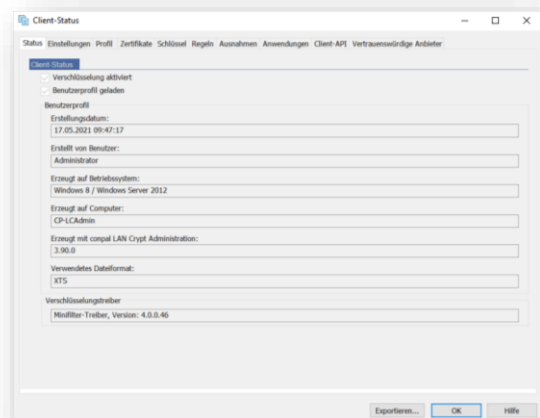 Client-Status
Status Einstellungen Profil Zertifikate Schlüssel Regeln Ausnahmen Anwendungen Client-API Vertrauenswürdige Anbieter
Client-Status
Verschlüsselung aktiviert
Benutzerprofil geladen
Benutzerprofil
Erstellungsdatum:
17.05.2021 09:47:17
Erstellt von Benutzer:
Administrator
Erzeugt auf Betriebssystem:
Windows 8 / Windows Server 2012
Erzeugt auf Computer:
CP-LCAdmin
Erzeugt mit conpal LAN Crypt Administration:
3.90.0
Verwendetes Dateiformat:
XTS
Verschlüsselungstreiber
Minifilter-Treiber, Version: 4.0.0.46
Exportieren... OK Hilfe